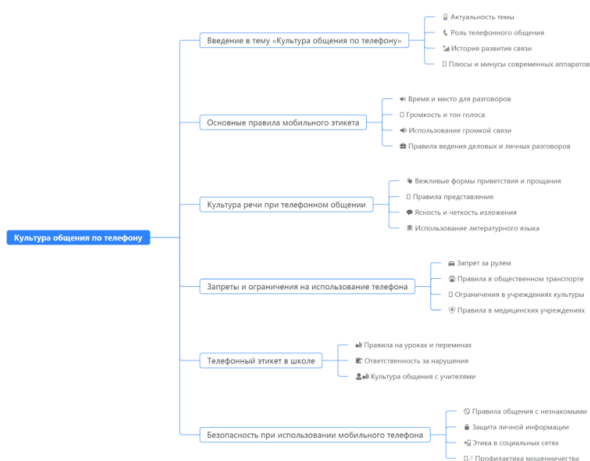 Культура общения по телефону
Введение в тему «Культура общения по телефону»
Актуальность темы
Роль телефонного общения
История развития связи
Плюсы и минусы современных аппаратов
Основные правила мобильного этикета
Время и место для разговоров
Громкость и тон голоса
Использование громкой связи
Правила ведения деловых и личных разговоров
Культура речи при телефонном общении
Вежливые формы приветствия и прощания
Правила представления
Ясность и четкость изложения
Использование литературного языка
Запреты и ограничения на использование телефона
Запрет за рулем
Правила в общественном транспорте
Ограничения в учреждениях культуры
Правила в медицинских учреждениях
Телефонный этикет в школе
Правила на уроках и переменах
Ответственность за нарушения
Культура общения с учителями
Безопасность при использовании мобильного телефона
Правила общения с незнакомыми
Защита личной информации
Этика в социальных сетях
Профилактика мошенничества